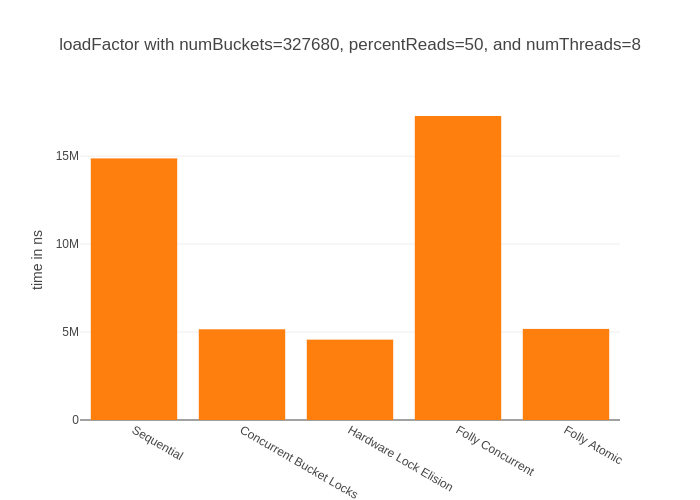 loadFactor with numBuckets=327680, percentReads=50, and numThreads=8
time in ns
15M
10M
5M
0
Sequential
Concurrent Bucket Locks
Hardware Lock Elision
Folly Concurrent
Folly Atomic